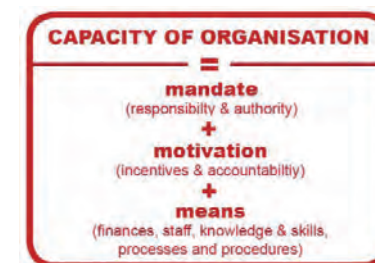 CAPACITY OF ORGANISATION
=
mandate
(responsibilty & authority)
+
motivation
(incentives & accountabiltiy)
+
means
(finances, staff, knowledge & skills,
processes and procedures)